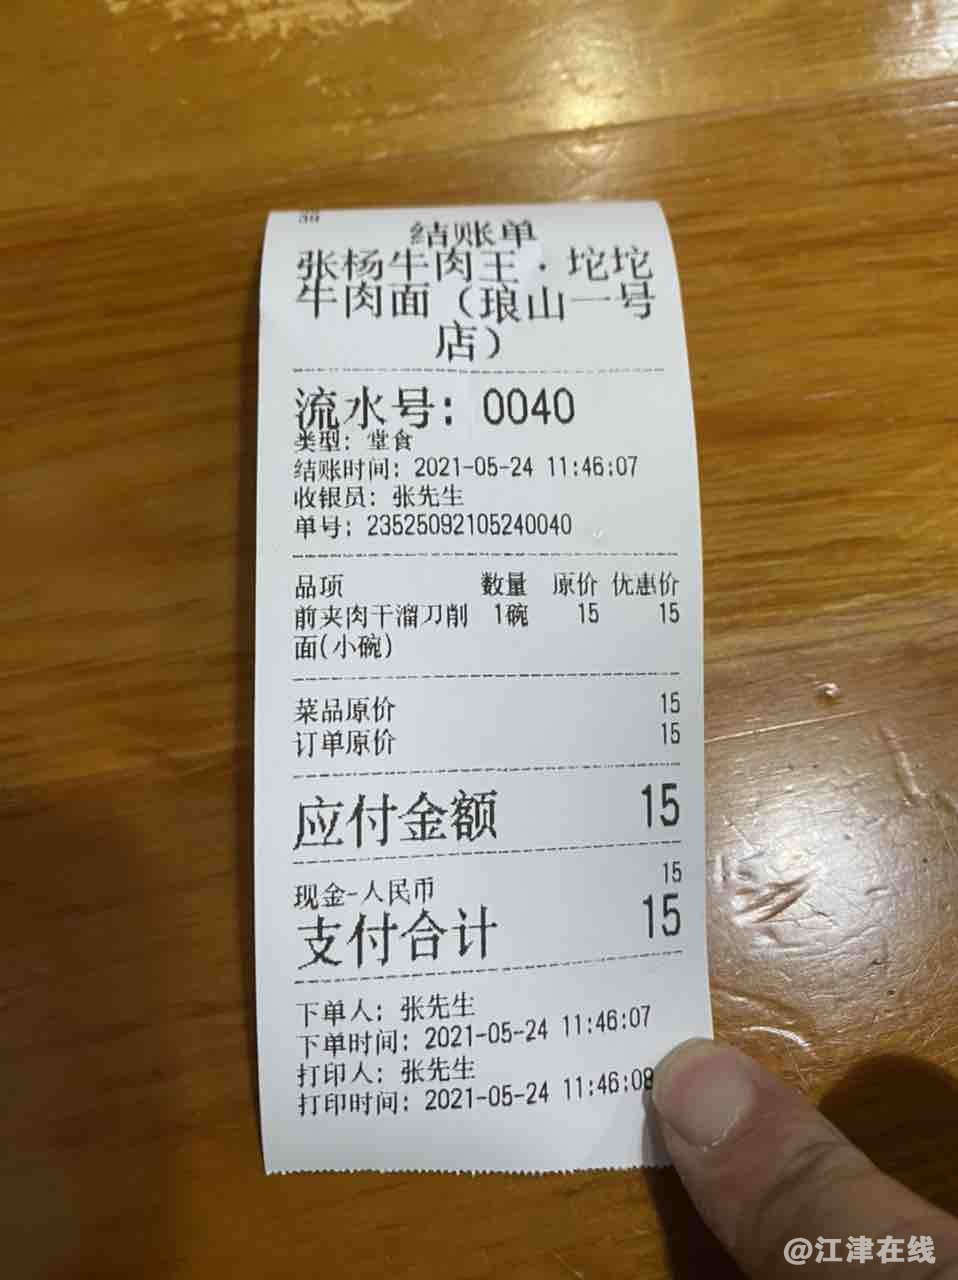 39
结账单
张杨牛肉王·坨坨
牛肉面（琅山一号
店）
流水号: 0040
类型: 堂食
结账时间: 2021-05-24 11:46:07
收银员: 张先生
单号: 23525092105240040
品项 数量 原价 优惠价
前夹肉干溜刀削 1碗 15 15
面(小碗)
菜品原价 15
订单原价 15
应付金额 15
现金-人民币 15
支付合计 15
下单人: 张先生
下单时间: 2021-05-24 11:46:07
打印人: 张先生
打印时间: 2021-05-24 11:46:08
@江津在线